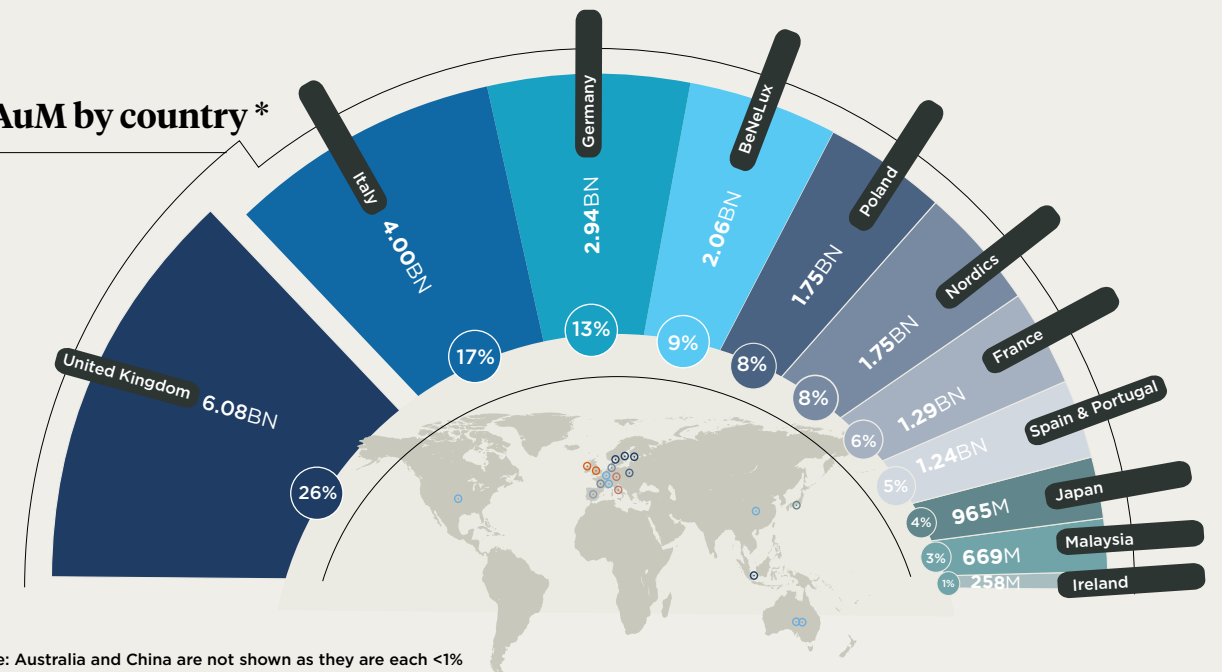 AuM by country *
United Kingdom
6.08BN
26%
Italy
4.00BN
17%
Germany
2.94BN
13%
BeNeLux
2.06BN
9%
Poland
1.75BN
8%
Nordics
1.75BN
8%
France
1.29BN
6%
Spain & Portugal
1.24BN
5%
Japan
965M
4%
Malaysia
669M
3%
Ireland
258M
1%
e: Australia and China are not shown as they are each <1%